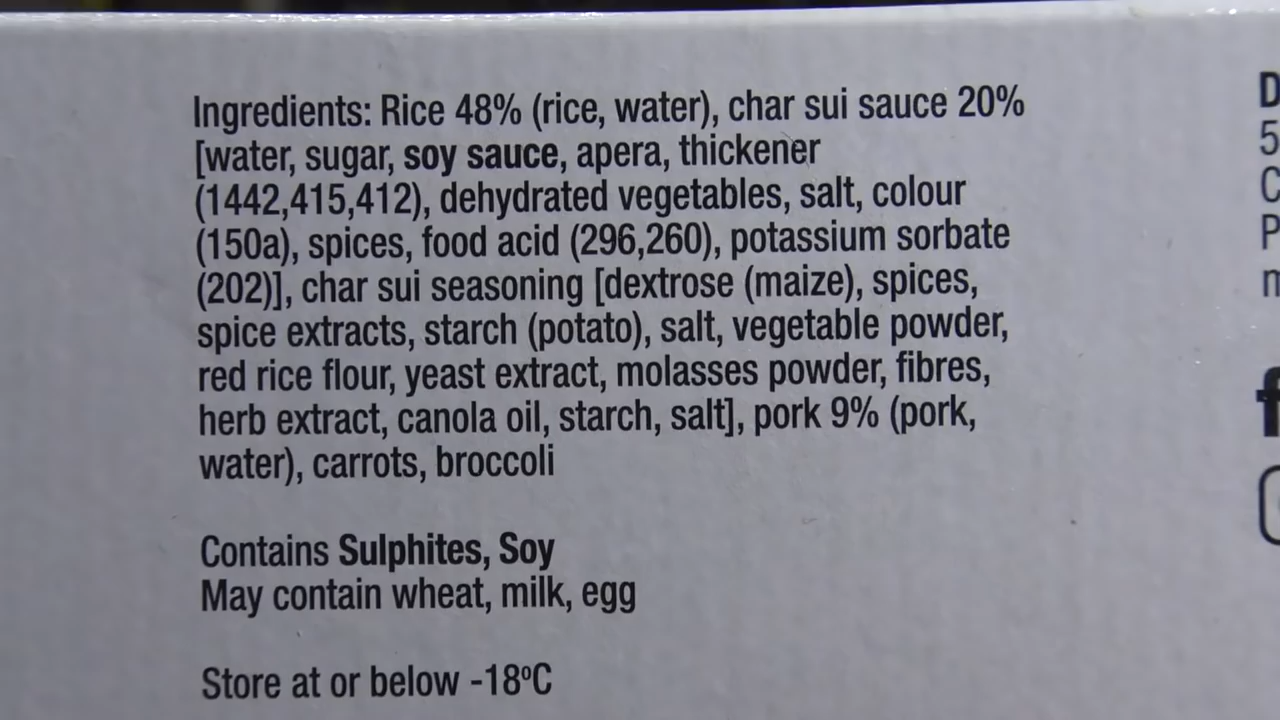 Ingredients: Rice 48% (rice, water), char sui sauce 20%
[water, sugar, soy sauce, apera, thickener
(1442,415,412), dehydrated vegetables, salt, colour
(150a), spices, food acid (296,260), potassium sorbate
(202)], char sui seasoning [dextrose (maize), spices,
spice extracts, starch (potato), salt, vegetable powder,
red rice flour, yeast extract, molasses powder, fibres,
herb extract, canola oil, starch, salt], pork 9% (pork,
water), carrots, broccoli
Contains Sulphites, Soy
May contain wheat, milk, egg
Store at or below -18ºC